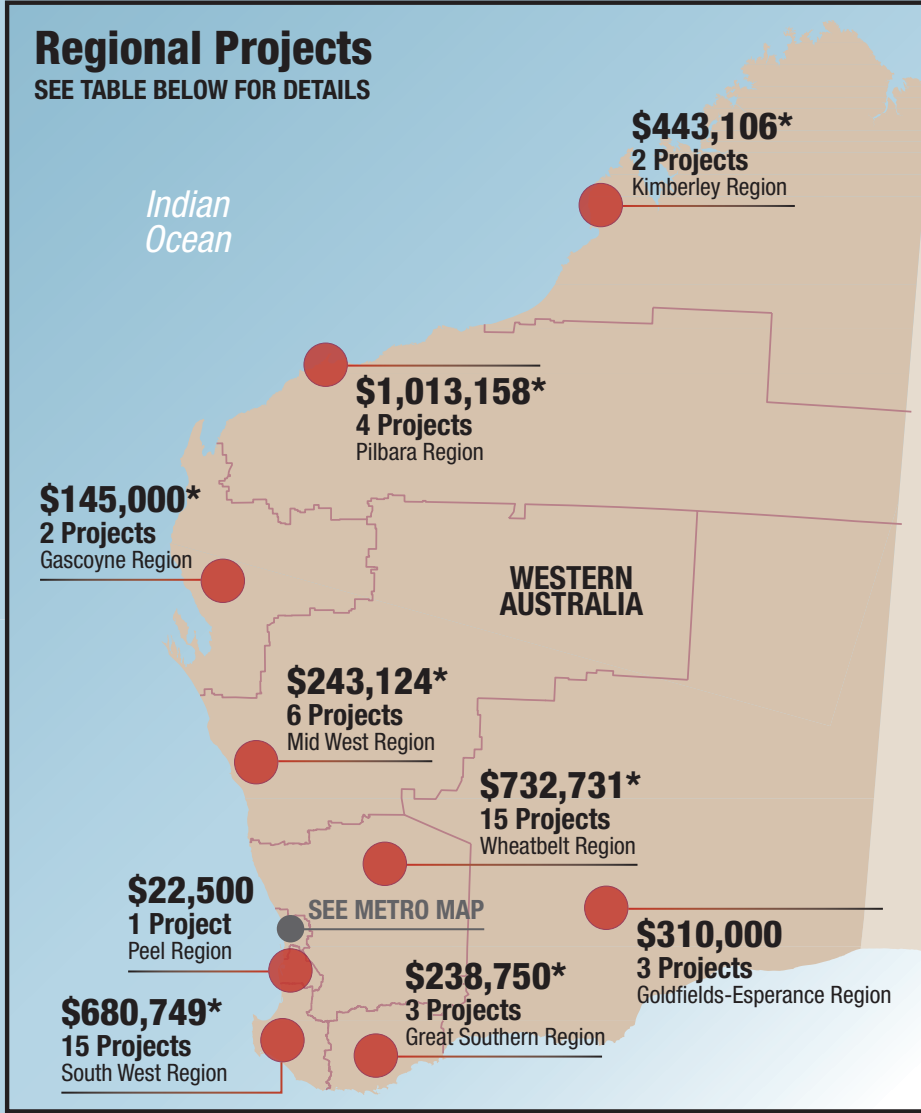 Regional Projects
SEE TABLE BELOW FOR DETAILS
$443,106*
2 Projects
Kimberley Region
Indian
Ocean
$1,013,158*
4 Projects
Pilbara Region
$145,000*
2 Projects
Gascoyne Region
WESTERN
AUSTRALIA
$243,124*
6 Projects
Mid West Region
$732,731*
15 Projects
Wheatbelt Region
$22,500
1 Project
Peel Region
SEE METRO MAP
$310,000
3 Projects
Goldfields-Esperance Region
$238,750*
3 Projects
Great Southern Region
$680,749*
15 Projects
South West Region